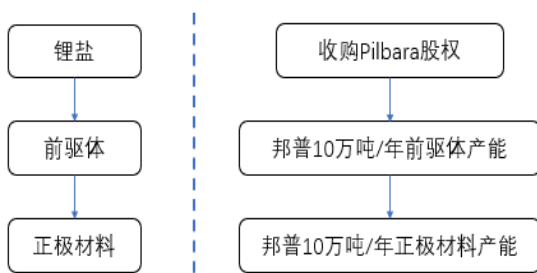 锂盐
收购Pilbara股权
前驱体
邦普10万吨/年前驱体产能
正极材料
邦普10万吨/年正极材料产能